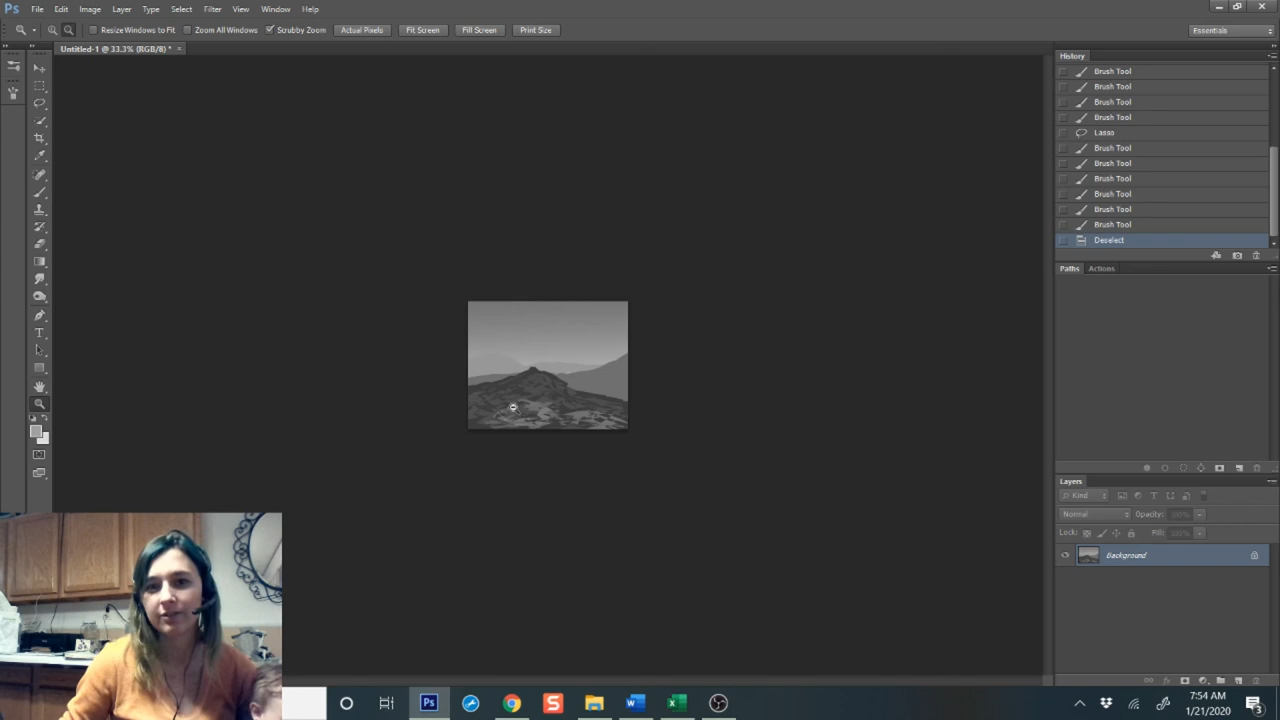 Ps File Edit Image Layer Type Select Filter View Window Help
Resize Windows to Fit Zoom All Windows Scrubby Zoom Actual Pixels Fit Screen Fill Screen Print Size Essentials
Untitled-1 @ 33.3% (RGB/8) * ×
History
Brush Tool
Brush Tool
Brush Tool
Brush Tool
Lasso
Brush Tool
Brush Tool
Brush Tool
Brush Tool
Brush Tool
Brush Tool
Deselect
Paths Actions
Layers
Kind
Normal Opacity:
Lock: Fill:
Background
Ps S W X
7:54 AM
1/21/2020
3